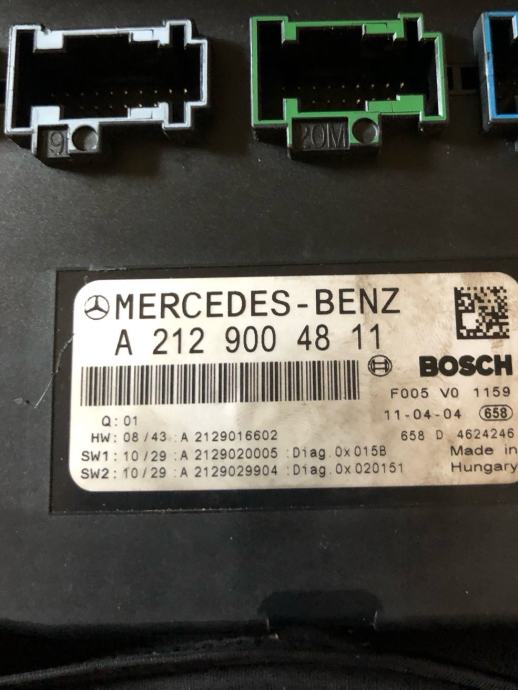 9
20M
MERCEDES-BENZ
A 212 900 48 11
BOSCH
F005 V0 1159
Q: 01
11-04-04 658
HW: 08/43 :A 2129016602
658 D 4624246
SW1: 10/29 :A 2129020005 :Diag.0x015B
Made in
SW2: 10/29 :A 2129029904 :Diag.0x020151
Hungary